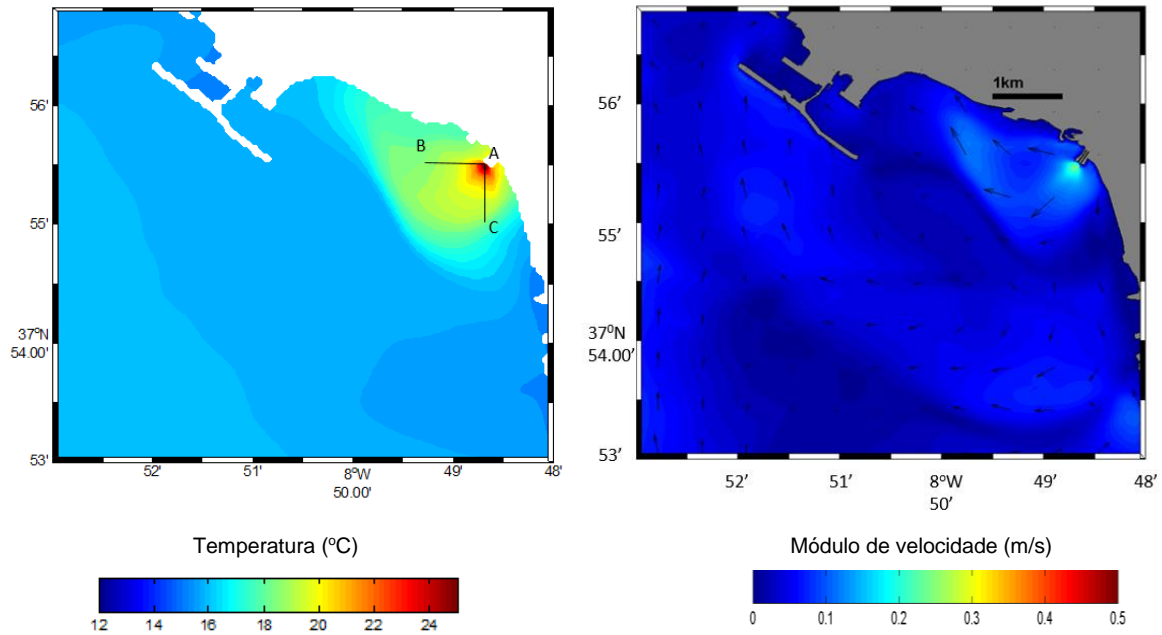 56'
B
A
C
55'
37ºN
54.00'
53'
52'
51'
8ºW
50.00'
49'
48'
Temperatura (ºC)
12 14 16 18 20 22 24
1km
56'
55'
37ºN
54.00'
53'
52'
51'
8ºW
50'
49'
48'
Módulo de velocidade (m/s)
0 0.1 0.2 0.3 0.4 0.5